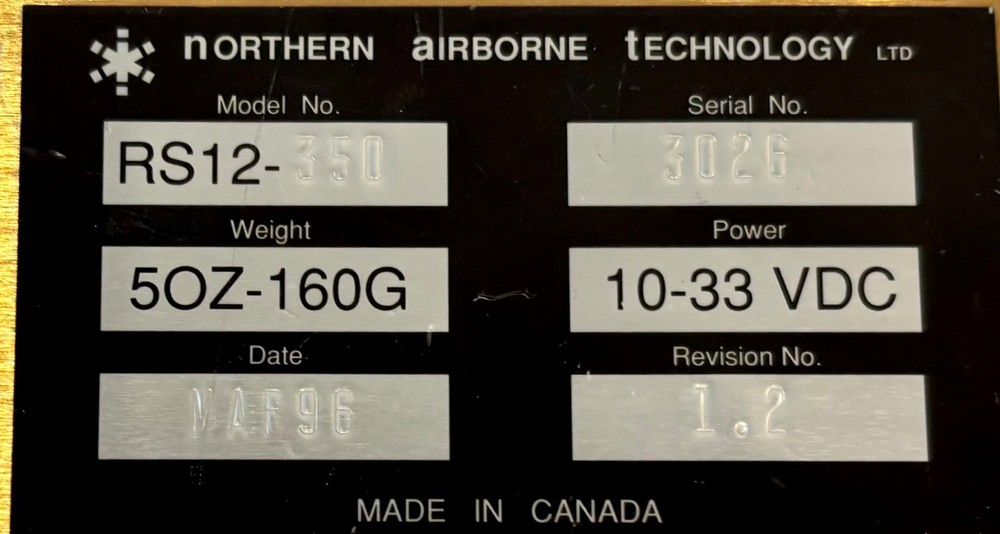 nORTHERN aIRBORNE tECHNOLOGY LTD
Model No. Serial No.
RS12-350 3026
Weight Power
5OZ-160G 10-33 VDC
Date Revision No.
MAR96 1.2
MADE IN CANADA